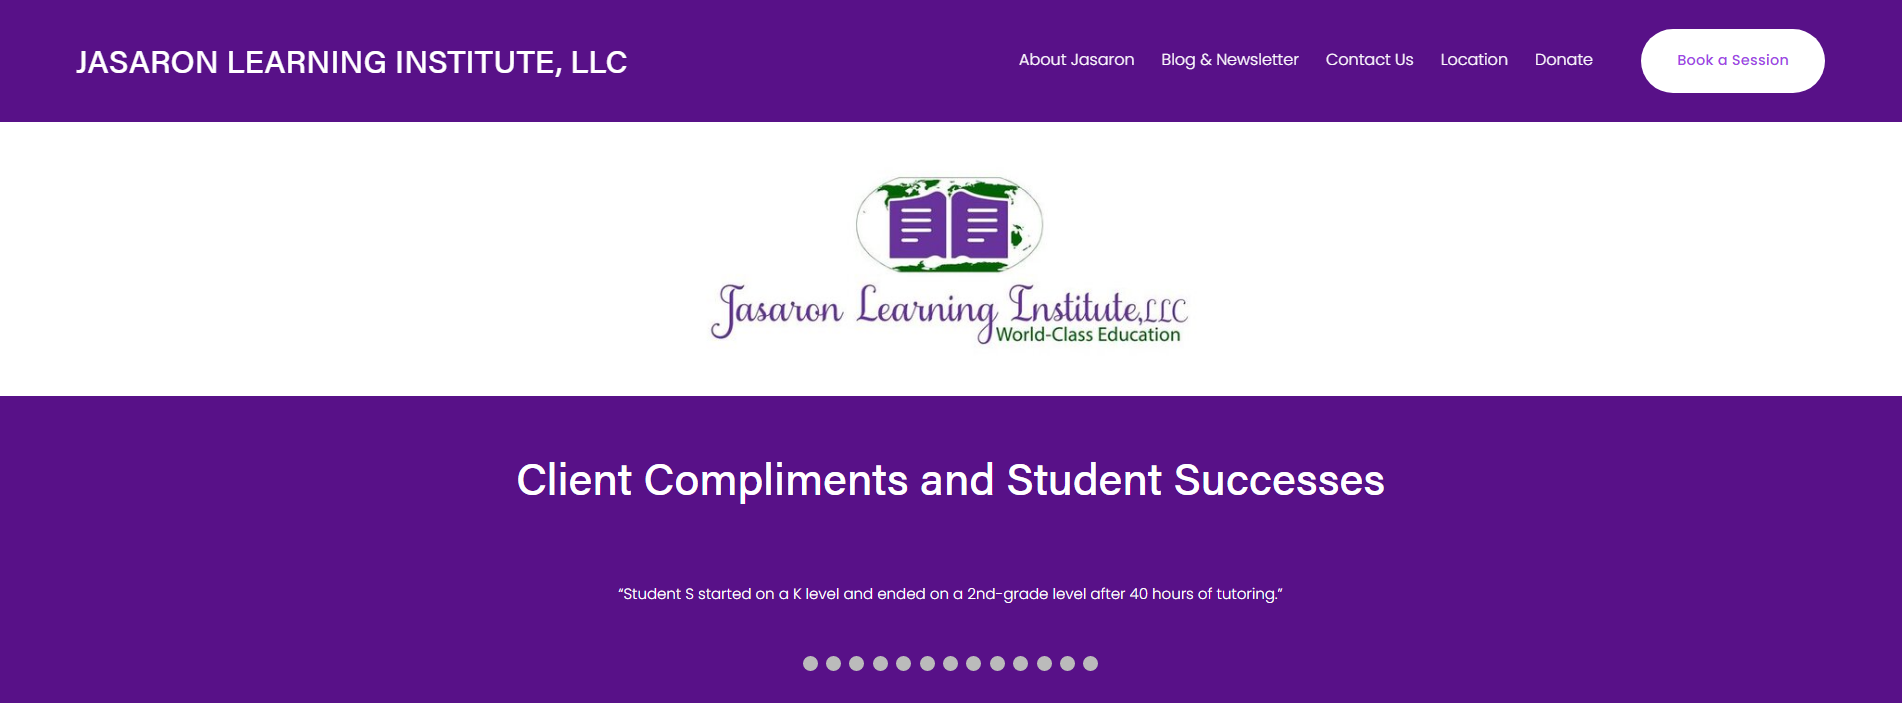 JASARON LEARNING INSTITUTE, LLC
About Jasaron Blog & Newsletter Contact Us Location Donate Book a Session
Jasaron Learning Institute, LLC
World-Class Education
Client Compliments and Student Successes
“Student S started on a K level and ended on a 2nd-grade level after 40 hours of tutoring.”